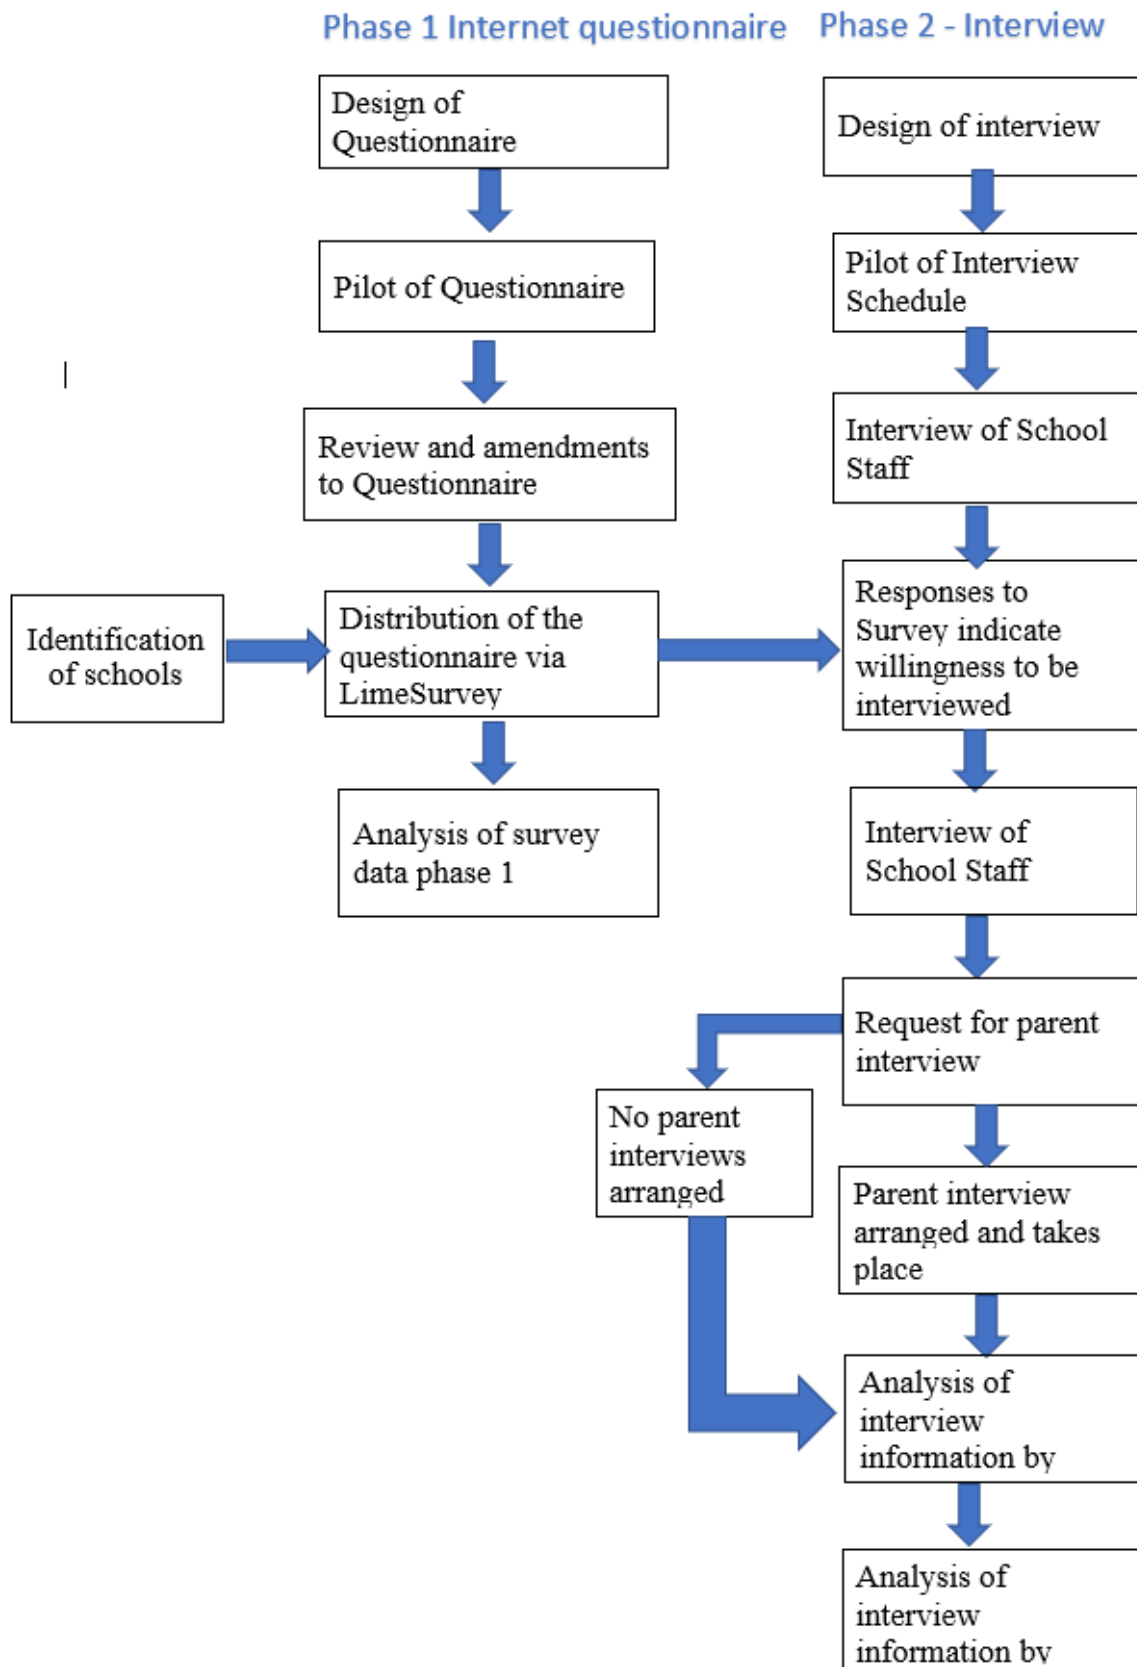 Phase 1 Internet questionnaire
Phase 2 - Interview
Design of
Questionnaire
Pilot of Questionnaire
Review and amendments
to Questionnaire
Identification
of schools
Distribution of the
questionnaire via
LimeSurvey
Analysis of survey
data phase 1
Design of interview
Pilot of Interview
Schedule
Interview of School
Staff
Responses to
Survey indicate
willingness to be
interviewed
Interview of
School Staff
Request for parent
interview
No parent
interviews
arranged
Parent interview
arranged and takes
place
Analysis of
interview
information by
Analysis of
interview
information by